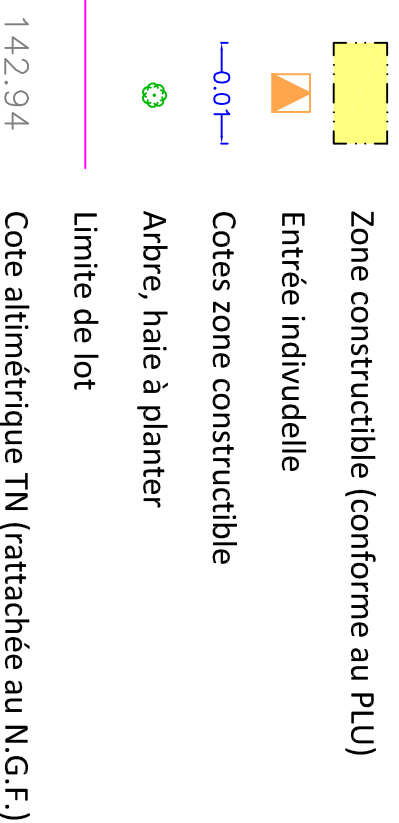 Zone constructible (conforme au PLU)
Entrée indivudelle
0.01 Cotes zone constructible
Arbre, haie à planter
Limite de lot
142.94 Cote altimétrique TN (rattachée au N.G.F.)